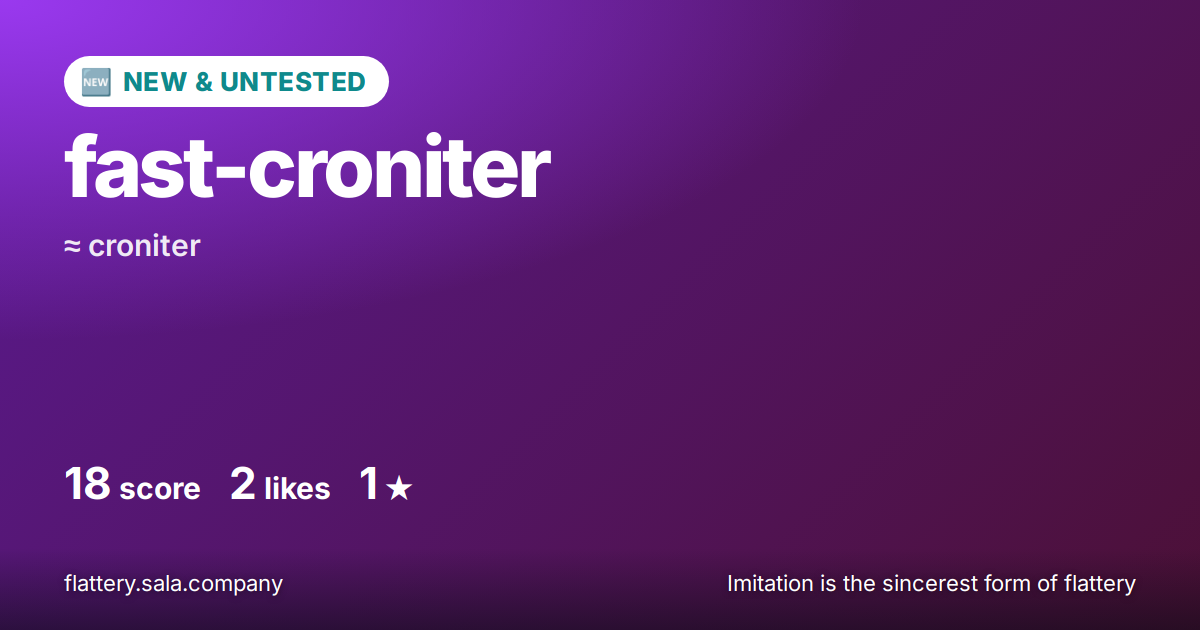 🆕 NEW & UNTESTED
fast-croniter
≈ croniter
18 score 2 likes 1 ★
flattery.sala.company
Imitation is the sincerest form of flattery